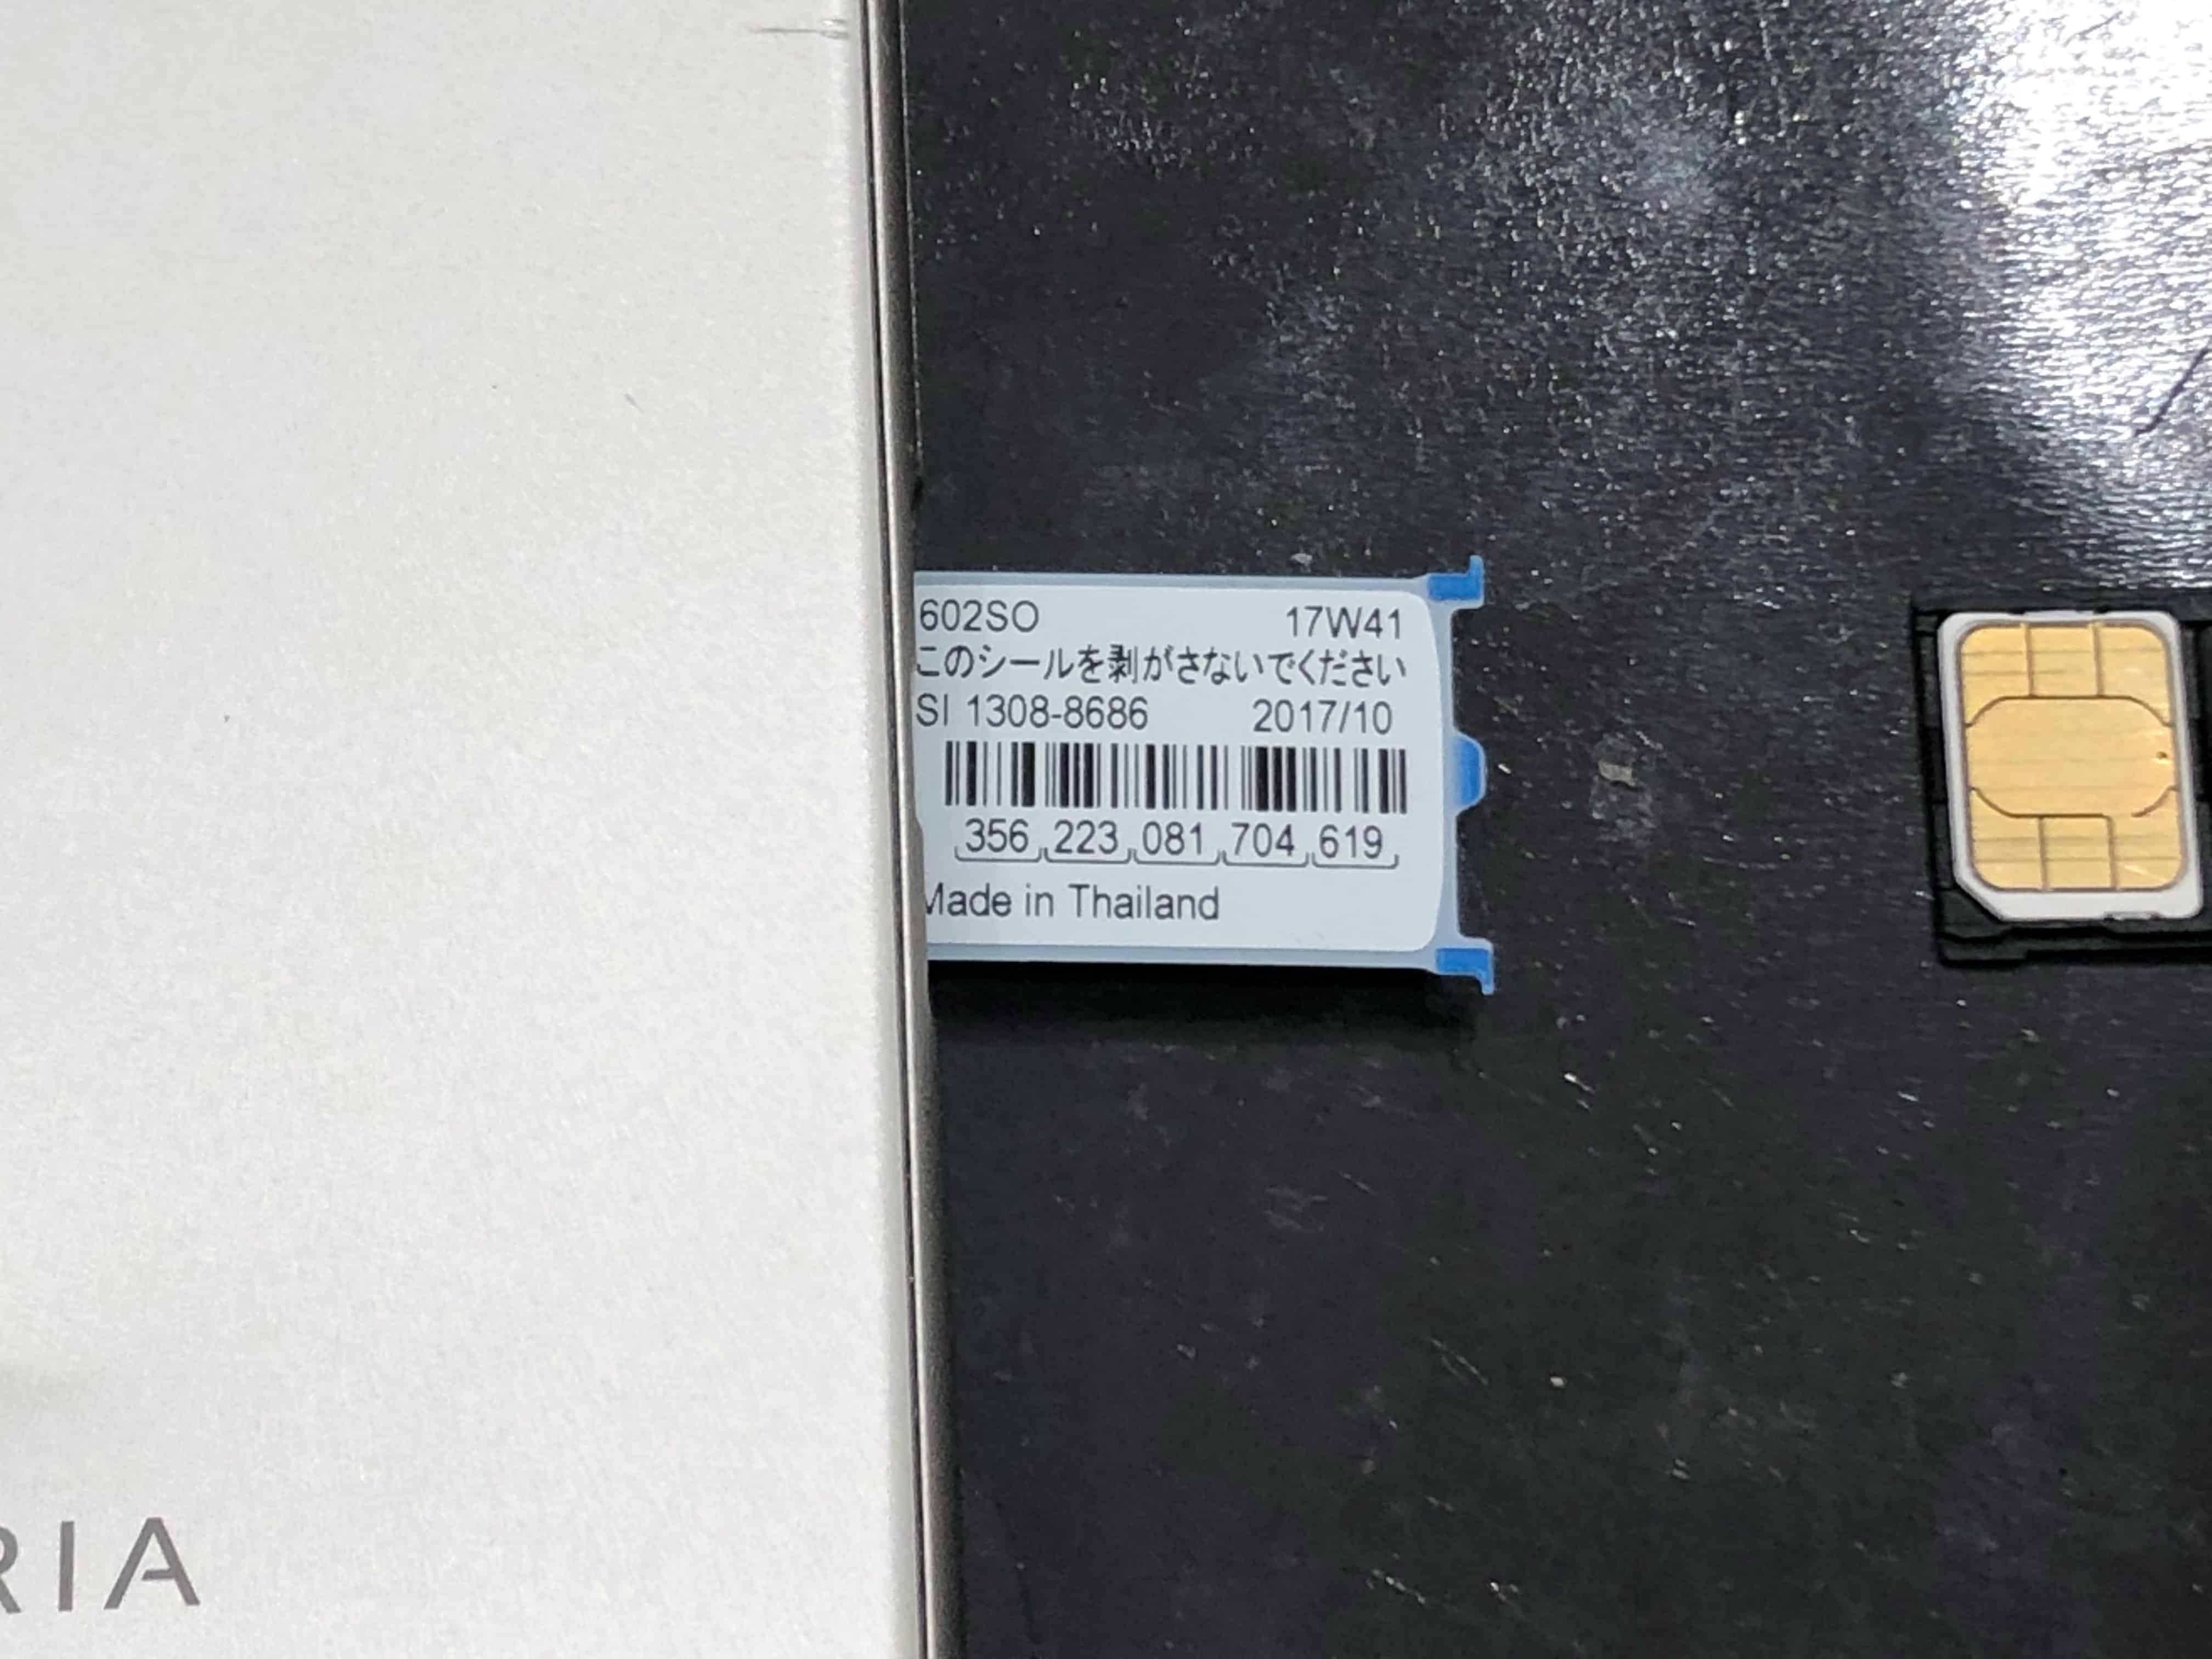 602SO 17W41
このシールを剥がさないでください
SI 1308-8686 2017/10
356 223 081 704 619
Made in Thailand
RIA